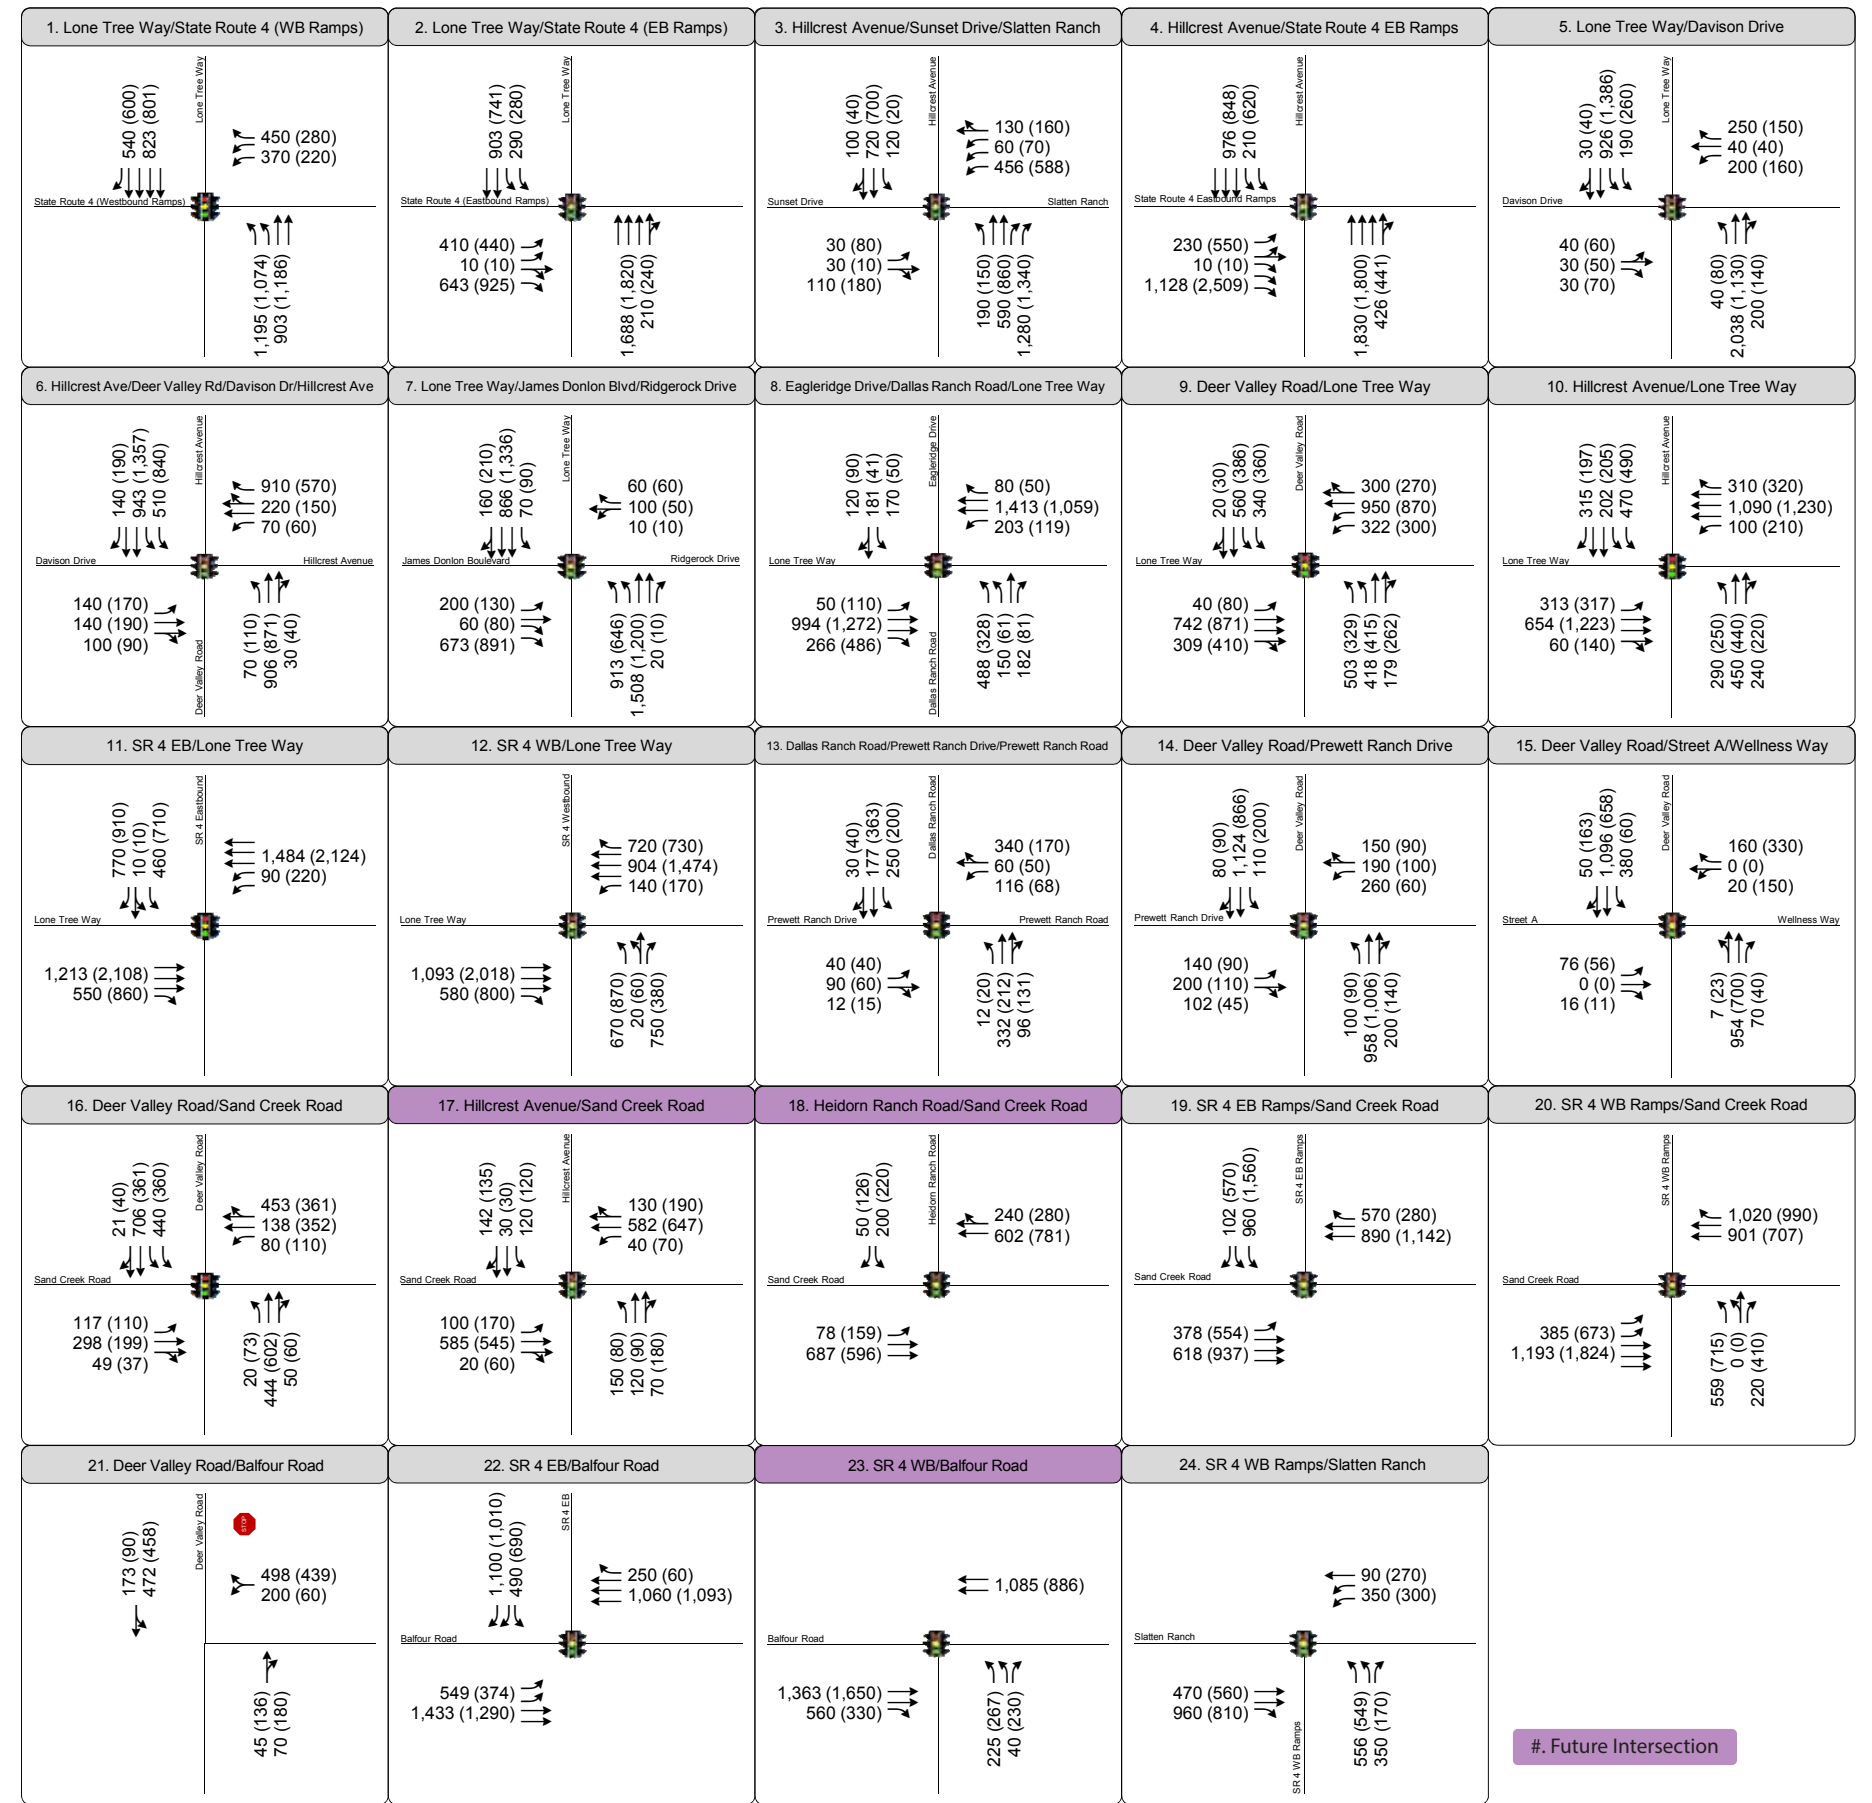 1. Lone Tree Way/State Route 4 (WB Ramps)
540 (600)
823 (801)
Lone Tree Way
450 (280)
370 (220)
State Route 4 (Westbound Ramps)
1,195 (1,074)
903 (1,186)
2. Lone Tree Way/State Route 4 (EB Ramps)
903 (741)
290 (280)
Lone Tree Way
State Route 4 (Eastbound Ramps)
410 (440)
10 (10)
643 (925)
1,688 (1,820)
210 (240)
3. Hillcrest Avenue/Sunset Drive/Slatten Ranch
100 (40)
720 (700)
120 (20)
Hillcrest Avenue
130 (160)
60 (70)
456 (588)
Sunset Drive
Slatten Ranch
30 (80)
30 (10)
110 (180)
190 (150)
590 (860)
1,280 (1,340)
4. Hillcrest Avenue/State Route 4 EB Ramps
976 (848)
210 (620)
Hillcrest Avenue
State Route 4 Eastbound Ramps
230 (550)
10 (10)
1,128 (2,509)
1,830 (1,800)
426 (441)
5. Lone Tree Way/Davison Drive
30 (40)
926 (1,386)
190 (260)
Lone Tree Way
250 (150)
40 (40)
200 (160)
Davison Drive
40 (60)
30 (50)
30 (70)
40 (80)
2,038 (1,130)
200 (140)
6. Hillcrest Ave/Deer Valley Rd/Davison Dr/Hillcrest Ave
140 (190)
943 (1,357)
510 (840)
Hillcrest Avenue
910 (570)
220 (150)
70 (60)
Davison Drive
Hillcrest Avenue
140 (170)
140 (190)
100 (90)
Deer Valley Road
70 (110)
906 (871)
30 (40)
7. Lone Tree Way/James Donlon Blvd/Ridgerock Drive
160 (210)
866 (1,336)
70 (90)
Lone Tree Way
60 (60)
100 (50)
10 (10)
James Donlon Boulevard
Ridgerock Drive
200 (130)
60 (80)
673 (891)
913 (646)
1,508 (1,200)
20 (10)
8. Eagleridge Drive/Dallas Ranch Road/Lone Tree Way
120 (90)
181 (41)
170 (50)
Eagleridge Drive
80 (50)
1,413 (1,059)
203 (119)
Lone Tree Way
50 (110)
994 (1,272)
266 (486)
Dallas Ranch Road
488 (328)
150 (61)
182 (81)
9. Deer Valley Road/Lone Tree Way
20 (30)
560 (386)
340 (360)
Deer Valley Road
300 (270)
950 (870)
322 (300)
Lone Tree Way
40 (80)
742 (871)
309 (410)
503 (329)
418 (415)
179 (262)
10. Hillcrest Avenue/Lone Tree Way
315 (197)
202 (205)
470 (490)
Hillcrest Avenue
310 (320)
1,090 (1,230)
100 (210)
Lone Tree Way
313 (317)
654 (1,223)
60 (140)
290 (250)
450 (440)
240 (220)
11. SR 4 EB/Lone Tree Way
770 (910)
10 (10)
460 (710)
SR 4 Eastbound
1,484 (2,124)
90 (220)
Lone Tree Way
1,213 (2,108)
550 (860)
12. SR 4 WB/Lone Tree Way
SR 4 Westbound
720 (730)
904 (1,474)
140 (170)
Lone Tree Way
1,093 (2,018)
580 (800)
670 (870)
20 (60)
750 (380)
13. Dallas Ranch Road/Prewett Ranch Drive/Prewett Ranch Road
30 (40)
177 (363)
250 (200)
Dallas Ranch Road
340 (170)
60 (50)
116 (68)
Prewett Ranch Drive
Prewett Ranch Road
40 (40)
90 (60)
12 (15)
12 (20)
332 (212)
96 (131)
14. Deer Valley Road/Prewett Ranch Drive
80 (90)
1,124 (866)
110 (200)
Deer Valley Road
150 (90)
190 (100)
260 (60)
Prewett Ranch Drive
140 (90)
200 (110)
102 (45)
100 (90)
958 (1,006)
200 (140)
15. Deer Valley Road/Street A/Wellness Way
50 (163)
1,096 (658)
380 (60)
Deer Valley Road
160 (330)
0 (0)
20 (150)
Street A
Wellness Way
76 (56)
0 (0)
16 (11)
7 (23)
954 (700)
70 (40)
16. Deer Valley Road/Sand Creek Road
21 (40)
706 (361)
440 (360)
Deer Valley Road
453 (361)
138 (352)
80 (110)
Sand Creek Road
117 (110)
298 (199)
49 (37)
20 (73)
444 (602)
50 (60)
17. Hillcrest Avenue/Sand Creek Road
142 (135)
30 (30)
120 (120)
Hillcrest Avenue
130 (190)
582 (647)
40 (70)
Sand Creek Road
100 (170)
585 (545)
20 (60)
150 (80)
120 (90)
70 (180)
18. Heidorn Ranch Road/Sand Creek Road
50 (126)
200 (220)
Heidorn Ranch Road
240 (280)
602 (781)
Sand Creek Road
78 (159)
687 (596)
19. SR 4 EB Ramps/Sand Creek Road
102 (570)
960 (1,560)
SR 4 EB Ramps
570 (280)
890 (1,142)
Sand Creek Road
378 (554)
618 (937)
20. SR 4 WB Ramps/Sand Creek Road
SR 4 WB Ramps
1,020 (990)
901 (707)
Sand Creek Road
385 (673)
1,193 (1,824)
559 (715)
0 (0)
220 (410)
21. Deer Valley Road/Balfour Road
173 (90)
472 (458)
Deer Valley Road
STOP
498 (439)
200 (60)
45 (136)
70 (180)
22. SR 4 EB/Balfour Road
1,100 (1,010)
490 (690)
SR 4 EB
250 (60)
1,060 (1,093)
Balfour Road
549 (374)
1,433 (1,290)
23. SR 4 WB/Balfour Road
1,085 (886)
Balfour Road
1,363 (1,650)
560 (330)
225 (267)
40 (230)
24. SR 4 WB Ramps/Slatten Ranch
90 (270)
350 (300)
Slatten Ranch
470 (560)
960 (810)
SR 4 WB Ramps
556 (549)
350 (170)
#. Future Intersection